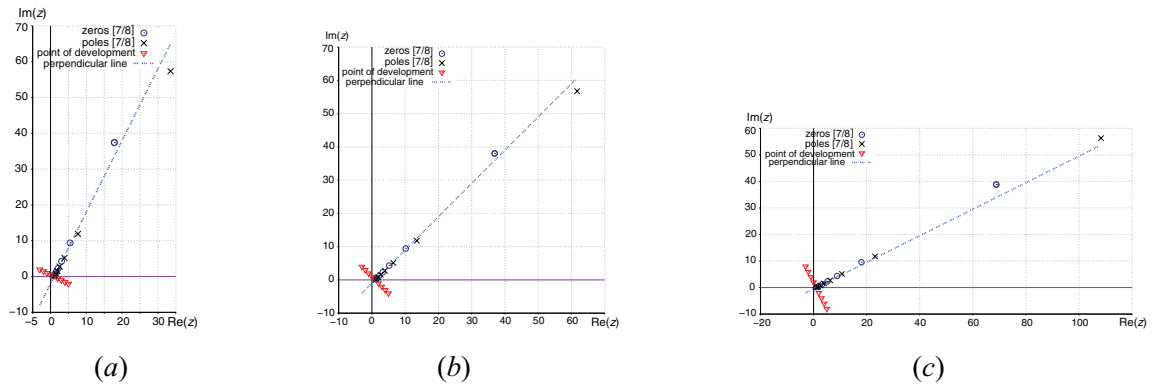 Im(z)
70
zeros [7/8]
poles [7/8]
point of development
perpendicular line
60
50
40
30
20
10
0
−10
−5 0 10 20 30 Re(z)
(a)
Im(z)
70
zeros [7/8]
poles [7/8]
point of development
perpendicular line
60
50
40
30
20
10
0
−10
−10 0 10 20 30 40 50 60 Re(z)
(b)
Im(z)
60
zeros [7/8]
poles [7/8]
point of development
perpendicular line
50
40
30
20
10
0
−10
−20 0 20 40 60 80 100 Re(z)
(c)